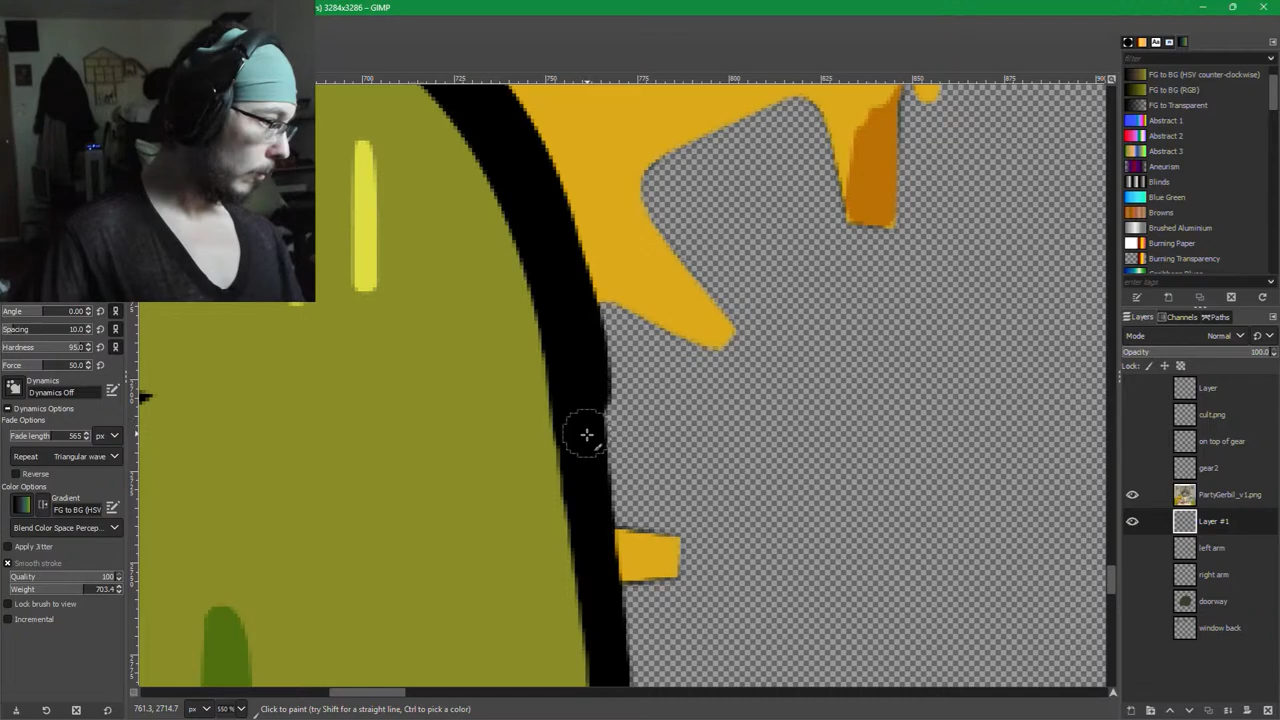 s) 3284x3286 – GIMP
700
725
750
775
800
825
850
875
900
filter
FG to BG (HSV counter-clockwise)
FG to BG (RGB)
FG to Transparent
Abstract 1
Abstract 2
Abstract 3
Aneurism
Blinds
Blue Green
Browns
Brushed Aluminium
Burning Paper
Burning Transparency
enter tags
Layers Channels Paths
Mode Normal
Opacity 100.0
Lock:
Layer
cult.png
on top of gear
gear2
PartyGerbil_v1.png
Layer #1
left arm
right arm
doorway
window back
Angle 0.00
Spacing 10.0
Hardness 95.0
Force 50.0
Dynamics
Dynamics Off
Dynamics Options
Fade Options
Fade length 565 px
Repeat Triangular wave
Reverse
Color Options
Gradient
FG to BG (HSV
Blend Color Space Percep...
Apply Jitter
Smooth stroke
Quality 100
Weight 703.4
Lock brush to view
Incremental
761.3, 2714.7 px 550 % Click to paint (try Shift for a straight line, Ctrl to pick a color)